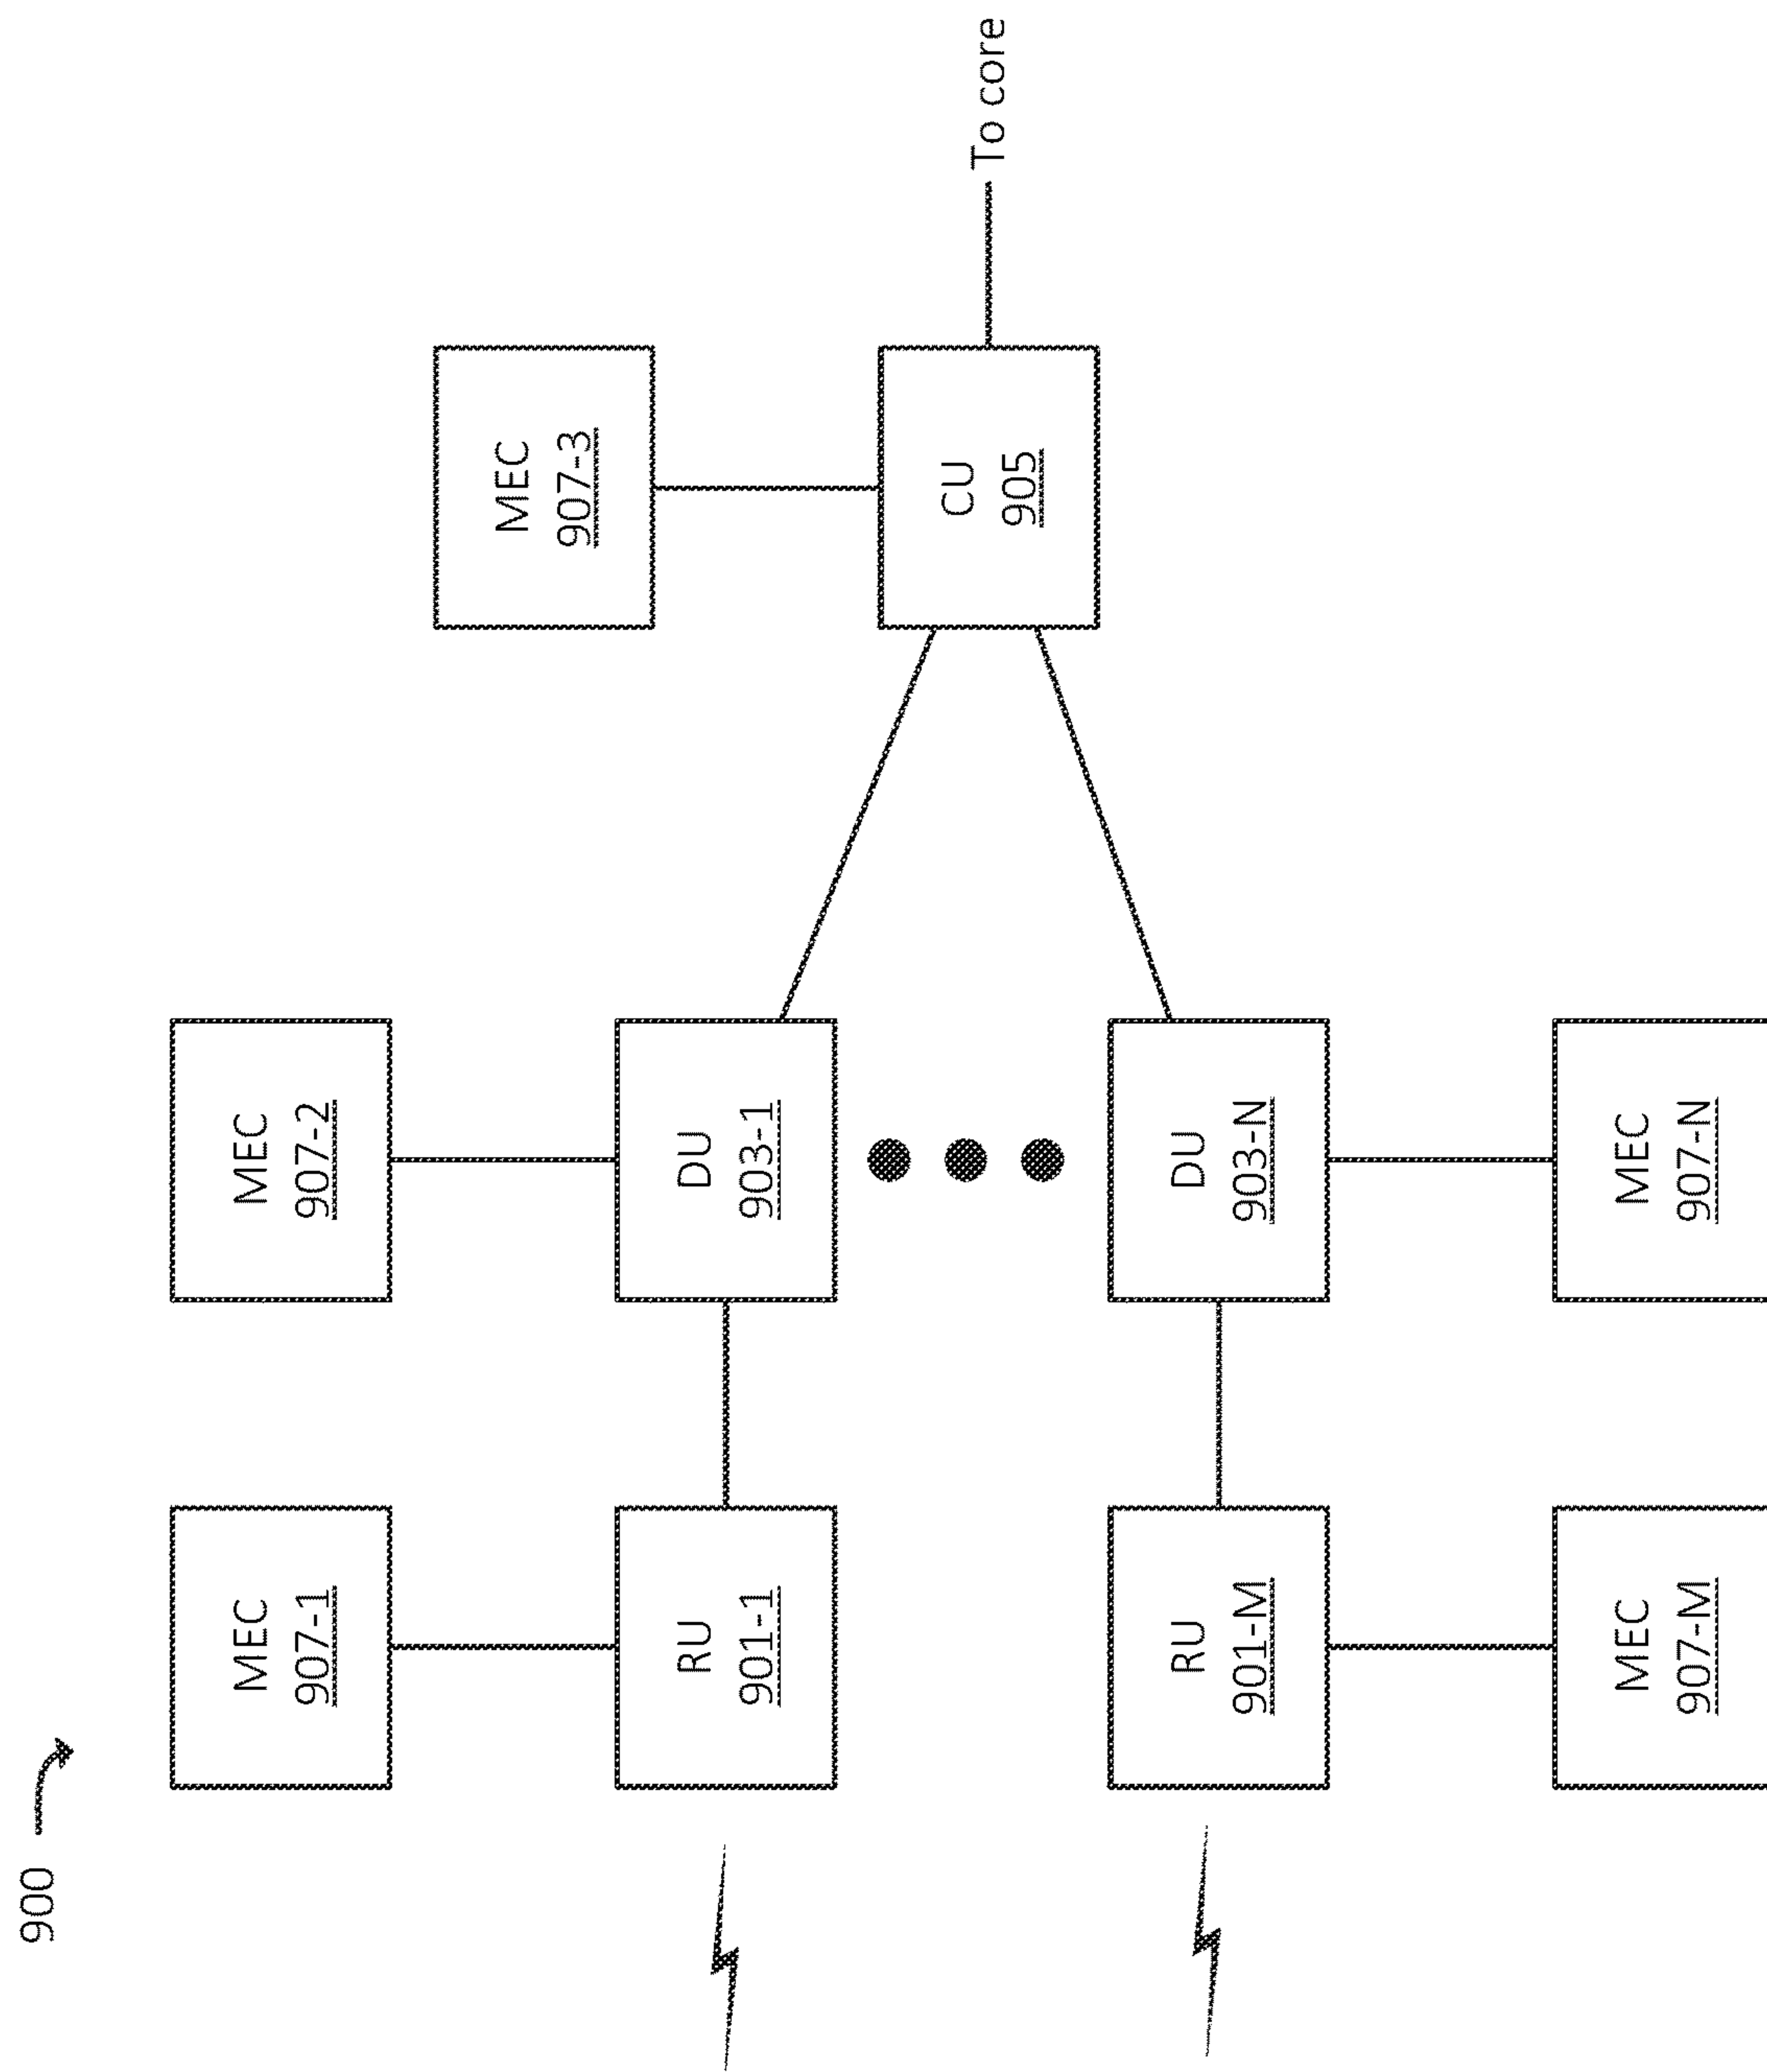 900
MEC
907-1
MEC
907-2
MEC
907-3
RU
901-1
DU
903-1
CU
905
To core
RU
901-M
DU
903-N
MEC
907-M
MEC
907-N